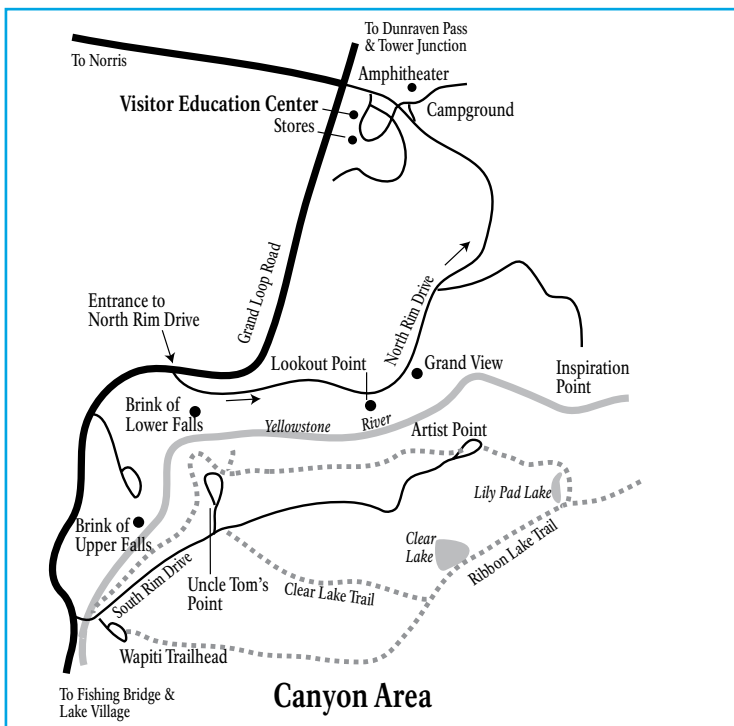 To Dunraven Pass
& Tower Junction
To Norris
Amphitheater
Visitor Education Center
Campground
Stores
Grand Loop Road
North Rim Drive
Entrance to
North Rim Drive
Lookout Point
Grand View
Inspiration
Point
Brink of
Lower Falls
Yellowstone
River
Artist Point
Lily Pad Lake
Brink of
Upper Falls
Clear
Lake
Ribbon Lake Trail
South Rim Drive
Uncle Tom's
Point
Clear Lake Trail
Wapiti Trailhead
To Fishing Bridge &
Lake Village
Canyon Area